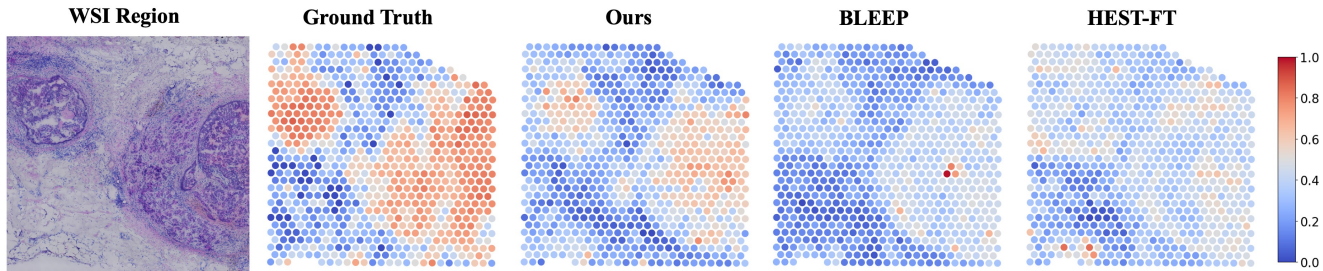 WSI Region
Ground Truth
Ours
BLEEP
HEST-FT
1.0
0.8
0.6
0.4
0.2
0.0